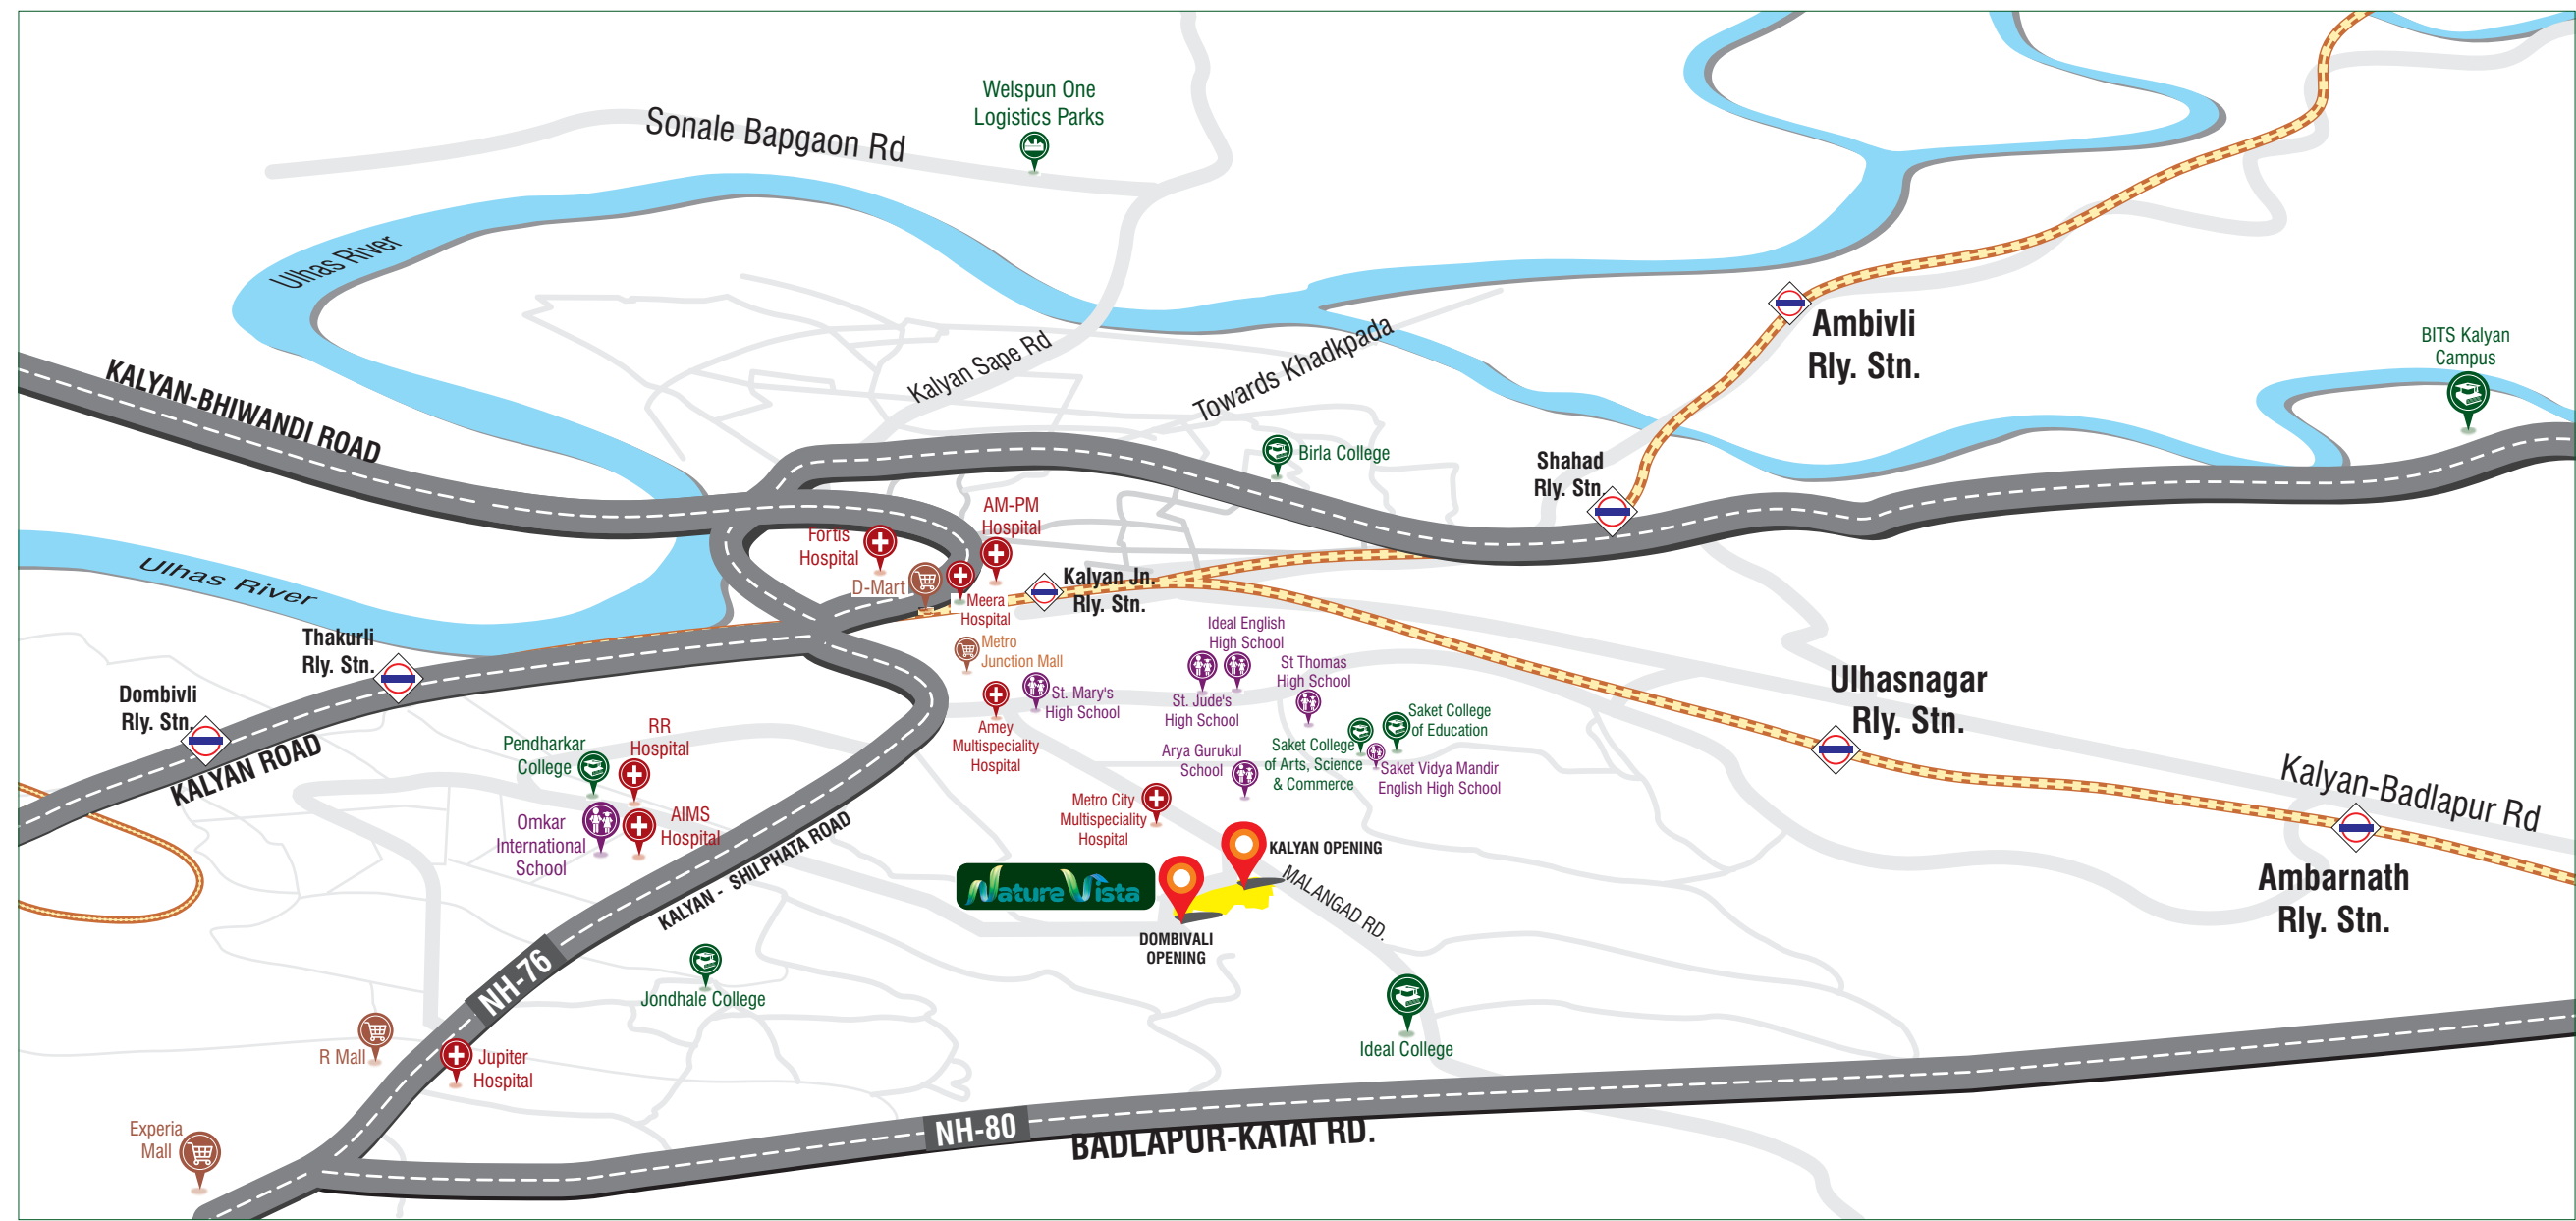 Welspun One
Logistics Parks
Sonale Bapgaon Rd
Ulhas River
Kalyan Sape Rd
Towards Khadkpada
Ambivli
Rly. Stn.
BITS Kalyan
Campus
KALYAN-BHIWANDI ROAD
Birla College
Shahad
Rly. Stn.
AM-PM
Hospital
Fortis
Hospital
D-Mart
Meera
Hospital
Kalyan Jn.
Rly. Stn.
Ulhas River
Thakurli
Rly. Stn.
Dombivli
Rly. Stn.
KALYAN ROAD
Metro
Junction Mall
Ideal English
High School
St Thomas
High School
St. Mary's
High School
St. Jude's
High School
Saket College
of Education
Amey
Multispeciality
Hospital
Arya Gurukul
School
Saket College
of Arts, Science
& Commerce
Saket Vidya Mandir
English High School
Ulhasnagar
Rly. Stn.
Kalyan-Badlapur Rd
Ambarnath
Rly. Stn.
Pendharkar
College
RR
Hospital
Omkar
International
School
AIMS
Hospital
Metro City
Multispeciality
Hospital
KALYAN - SHILPHATA ROAD
Nature Vista
KALYAN OPENING
MALANGAD RD.
DOMBIVALI
OPENING
NH-76
Jondhale College
Ideal College
R Mall
Jupiter
Hospital
Experia
Mall
NH-80
BADLAPUR-KATAI RD.